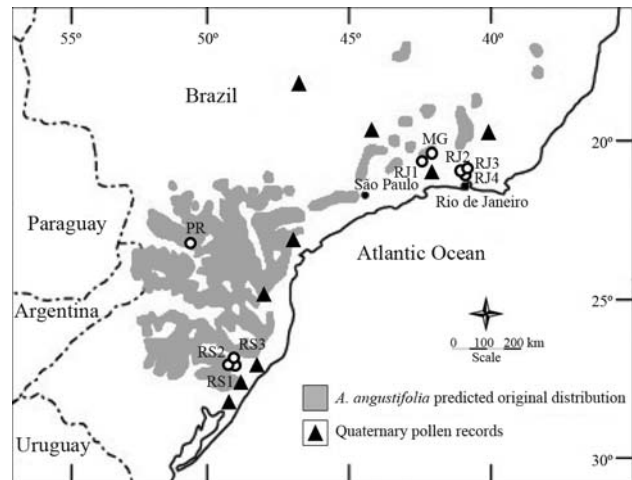 55° 50° 45° 40°
Brazil
20°
MG
RJ2
RJ3
RJ1
RJ4
São Paulo
Rio de Janeiro
Paraguay
PR
Atlantic Ocean
Argentina
25°
RS2
RS3
RS1
0 100 200 km
Scale
A. angustifolia predicted original distribution
Quaternary pollen records
Uruguay
30°